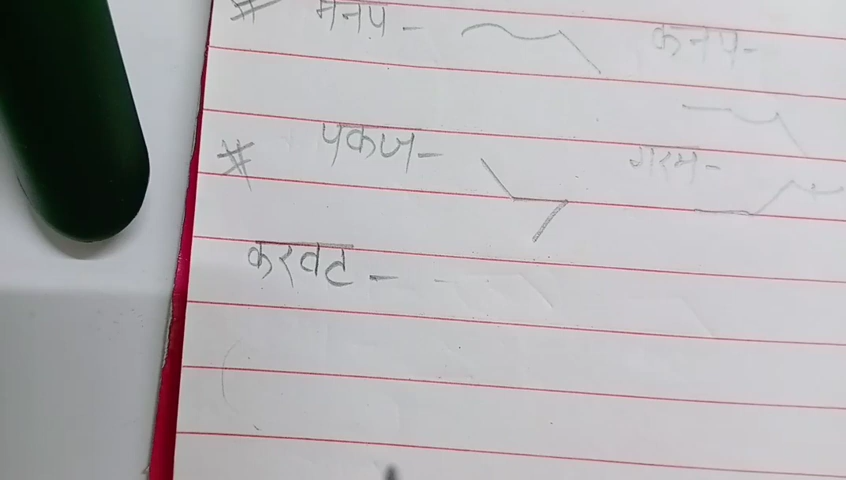 # मनप - कनप-
# पकज- गरम-
करवट -